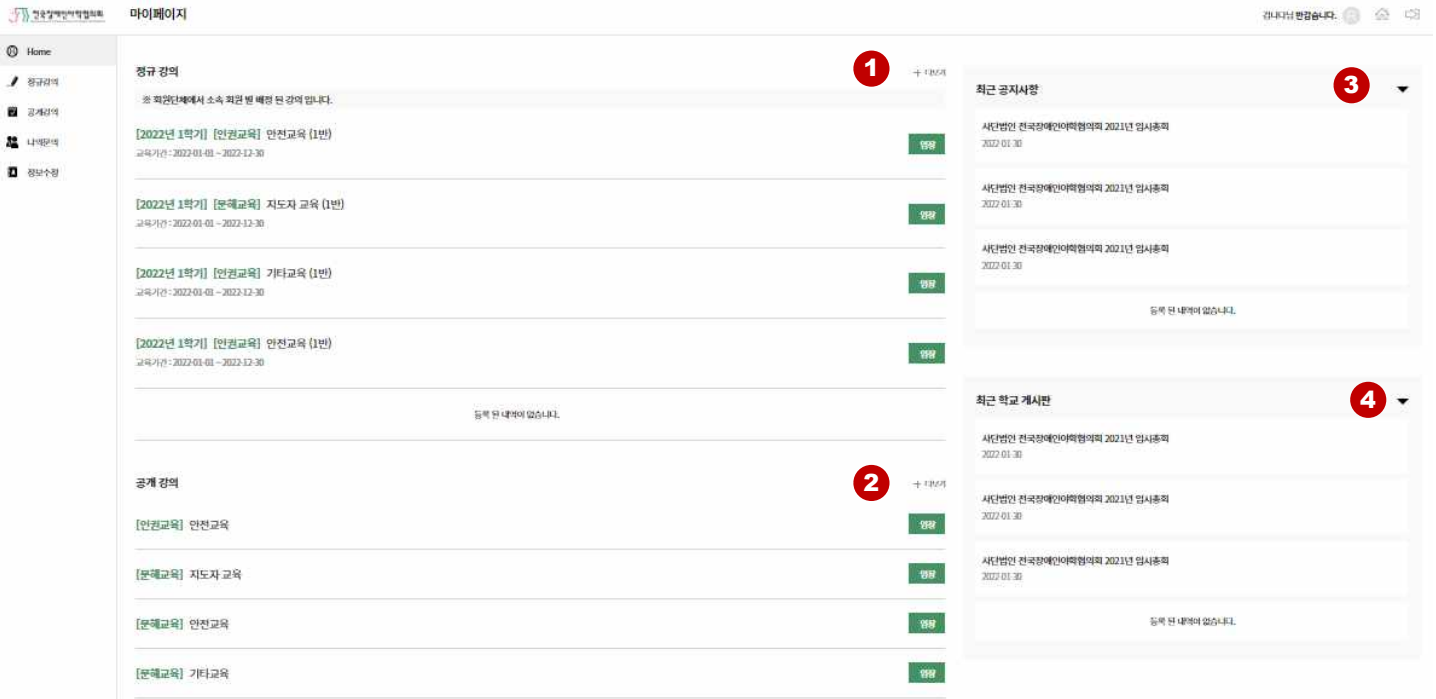 전국장애인야학협의회
마이페이지
김나다님 반갑습니다.
Home
정규강의
공개강의
나의문의
정보수정
정규 강의
1
+ 더보기
※ 회원단체에서 소속 회원 별 배정 된 강의 입니다.
[2022년 1학기] [인권교육] 안전교육 (1반)
교육기간 : 2022-01-01 ~ 2022-12-30
입장
[2022년 1학기] [문해교육] 지도자 교육 (1반)
교육기간 : 2022-01-01 ~ 2022-12-30
입장
[2022년 1학기] [인권교육] 기타교육 (1반)
교육기간 : 2022-01-01 ~ 2022-12-30
입장
[2022년 1학기] [인권교육] 안전교육 (1반)
교육기간 : 2022-01-01 ~ 2022-12-30
입장
등록 된 내역이 없습니다.
공개 강의
2
+ 더보기
[인권교육] 안전교육
입장
[문해교육] 지도자 교육
입장
[문해교육] 안전교육
입장
[문해교육] 기타교육
입장
최근 공지사항
3
사단법인 전국장애인야학협의회 2021년 임시총회
2022-01-30
사단법인 전국장애인야학협의회 2021년 임시총회
2022-01-30
사단법인 전국장애인야학협의회 2021년 임시총회
2022-01-30
등록 된 내역이 없습니다.
최근 학교 게시판
4
사단법인 전국장애인야학협의회 2021년 임시총회
2022-01-30
사단법인 전국장애인야학협의회 2021년 임시총회
2022-01-30
사단법인 전국장애인야학협의회 2021년 임시총회
2022-01-30
등록 된 내역이 없습니다.